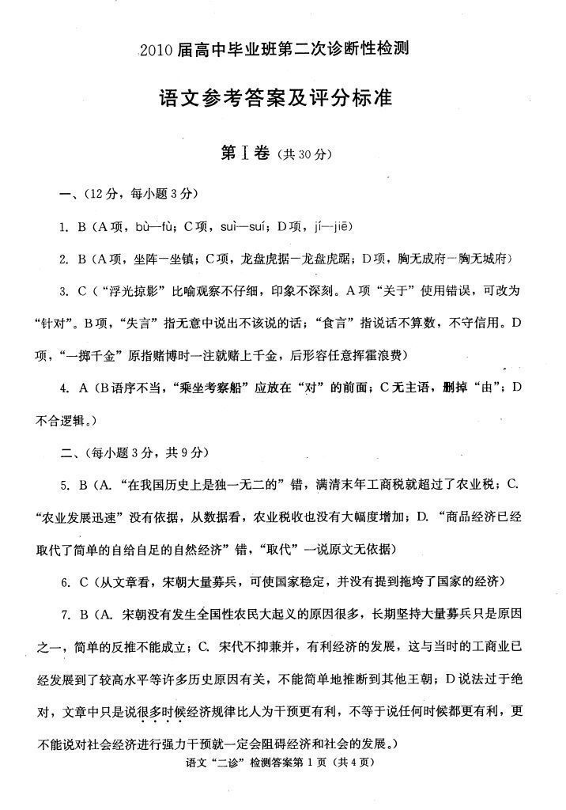 2010 届高中毕业班第二次诊断性检测
语文参考答案及评分标准
第Ⅰ卷（共 30 分）
一、（12 分，每小题 3 分）
1. B（A 项，bù—fù；C 项，suì—suí；D 项，jí—jiē）
2. B（A 项，坐阵—坐镇；C 项，龙盘虎据—龙盘虎踞；D 项，胸无成府—胸无城府）
3. C（“浮光掠影”比喻观察不仔细，印象不深刻。A 项“关于”使用错误，可改为
“针对”。B 项，“失言”指无意中说出不该说的话；“食言”指说话不算数，不守信用。D
项，“一掷千金”原指赌博时一注就赌上千金，后形容任意挥霍浪费）
4. A（B 语序不当，“乘坐考察船”应放在“对”的前面；C 无主语，删掉“由”；D
不合逻辑。）
二、（每小题 3 分，共 9 分）
5. B（A. “在我国历史上是独一无二的”错，满清末年工商税就超过了农业税；C.
“农业发展迅速”没有依据，从数据看，农业税收也没有大幅度增加；D. “商品经济已经
取代了简单的自给自足的自然经济”错，“取代”一说原文无依据）
6. C（从文章看，宋朝大量募兵，可使国家稳定，并没有提到拖垮了国家的经济）
7. B（A. 宋朝没有发生全国性农民大起义的原因很多，长期坚持大量募兵只是原因
之一，简单的反推不能成立；C. 宋代不抑兼并，有利经济的发展，这与当时的工商业已
经发展到了较高水平等许多历史原因有关，不能简单地推断到其他王朝；D 说法过于绝
对，文章中只是说很多时候经济规律比人为干预更有利，不等于说任何时候都更有利，更
不能说对社会经济进行强力干预就一定会阻碍经济和社会的发展。）
语文“二诊”检测答案第 1 页（共 4 页）